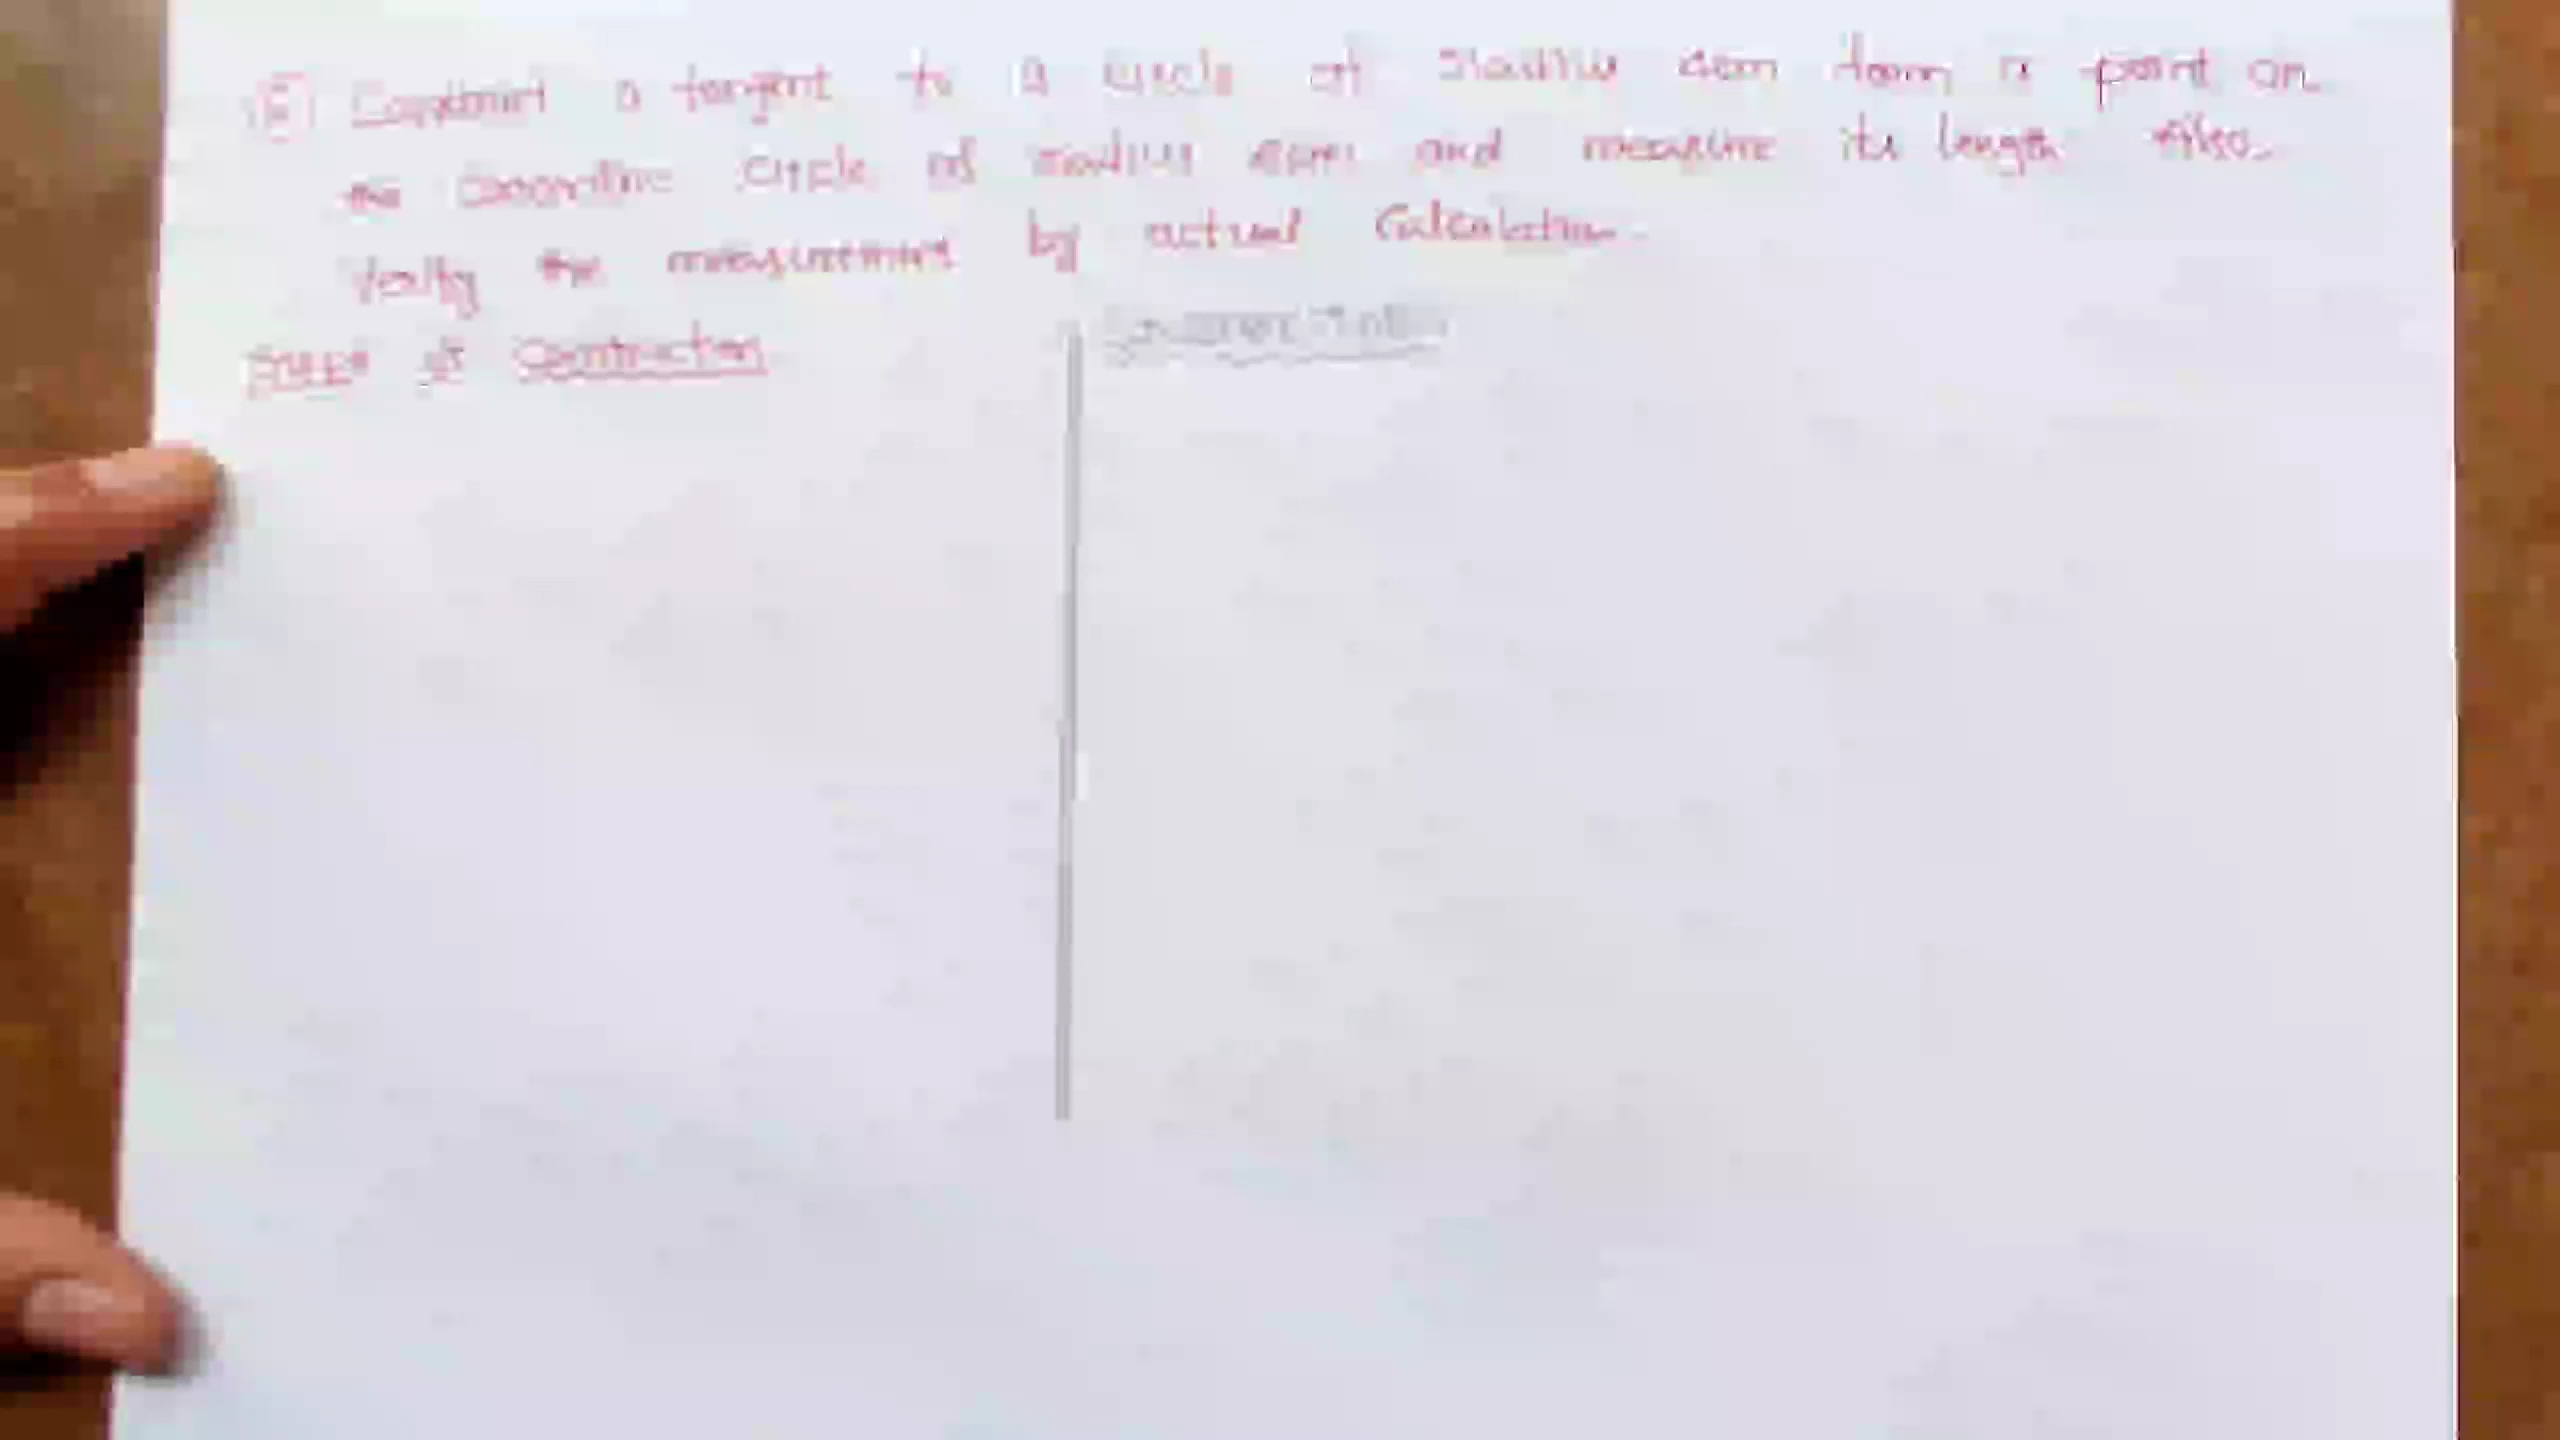 Construct a tangent to a circle of radius 4cm from a point on
the concentric circle of radius and measure its length Also
Verify the measurement by actual Calculation.
Steps of Construction